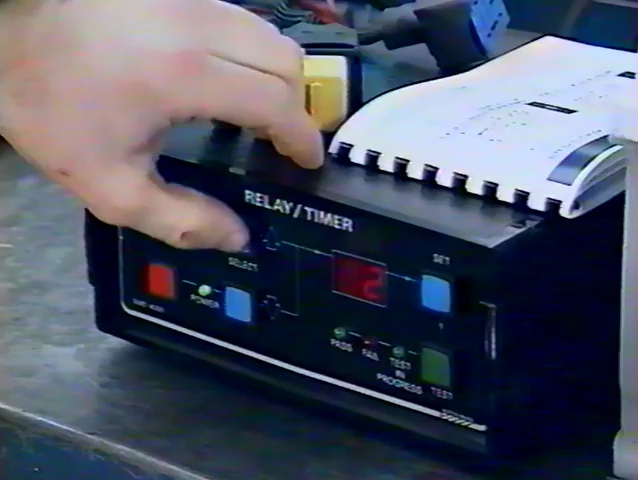 RELAY/TIMER
SELECT
SET
2
POWER
PASS
FAIL
TEST
IN
PROGRESS
TEST